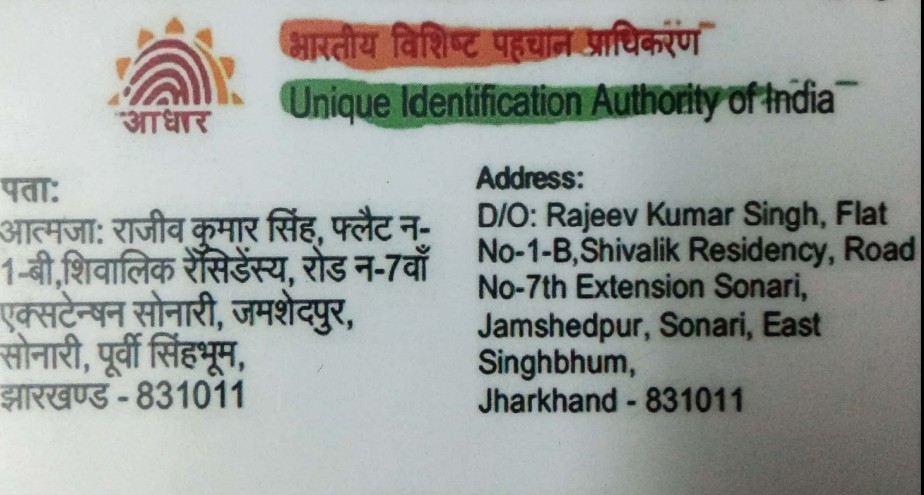 भारतीय विशिष्ट पहचान प्राधिकरण
Unique Identification Authority of India
आधार
पता:
आत्मजा: राजीव कुमार सिंह, फ्लैट न-
1-बी,शिवालिक रेसिडेंस्य, रोड न-7वाँ
एक्सटेन्षन सोनारी, जमशेदपुर,
सोनारी, पूर्वी सिंहभूम,
झारखण्ड - 831011
Address:
D/O: Rajeev Kumar Singh, Flat
No-1-B,Shivalik Residency, Road
No-7th Extension Sonari,
Jamshedpur, Sonari, East
Singhbhum,
Jharkhand - 831011